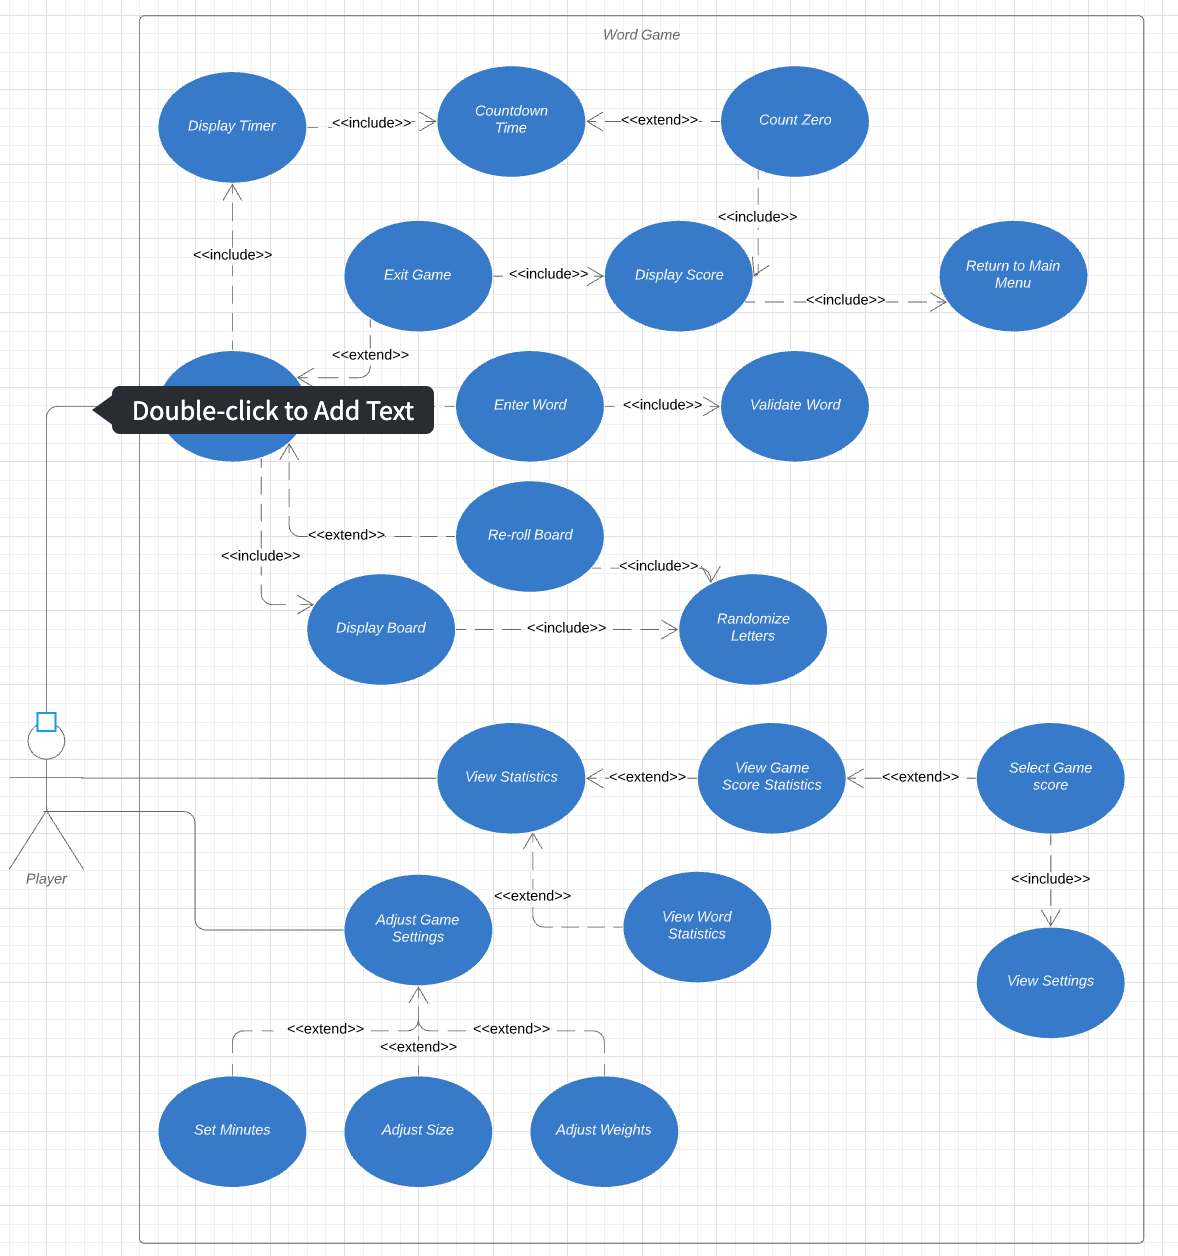 Word Game
Display Timer
<<include>>
Countdown
Time
<<extend>>
Count Zero
<<include>>
<<include>>
Exit Game
<<include>>
Display Score
Return to Main
Menu
<<include>>
<<extend>>
Double-click to Add Text
Enter Word
<<include>>
Validate Word
Re-roll Board
<<extend>>
<<include>>
<<include>>
Display Board
<<include>>
Randomize
Letters
View Statistics
<<extend>>
View Game
Score Statistics
<<extend>>
Select Game
score
Player
<<include>>
<<extend>>
Adjust Game
Settings
View Word
Statistics
View Settings
<<extend>>
<<extend>>
<<extend>>
Set Minutes
Adjust Size
Adjust Weights